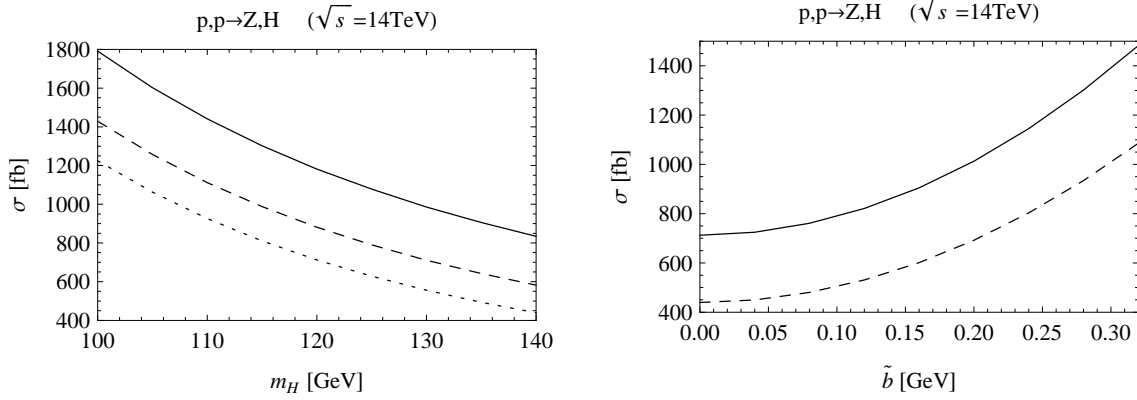 p,p→Z,H (√s =14TeV)
σ [fb]
1800
1600
1400
1200
1000
800
600
400
100 110 120 130 140
m_H [GeV]
p,p→Z,H (√s =14TeV)
σ [fb]
1400
1200
1000
800
600
400
0.00 0.05 0.10 0.15 0.20 0.25 0.30
b̃ [GeV]